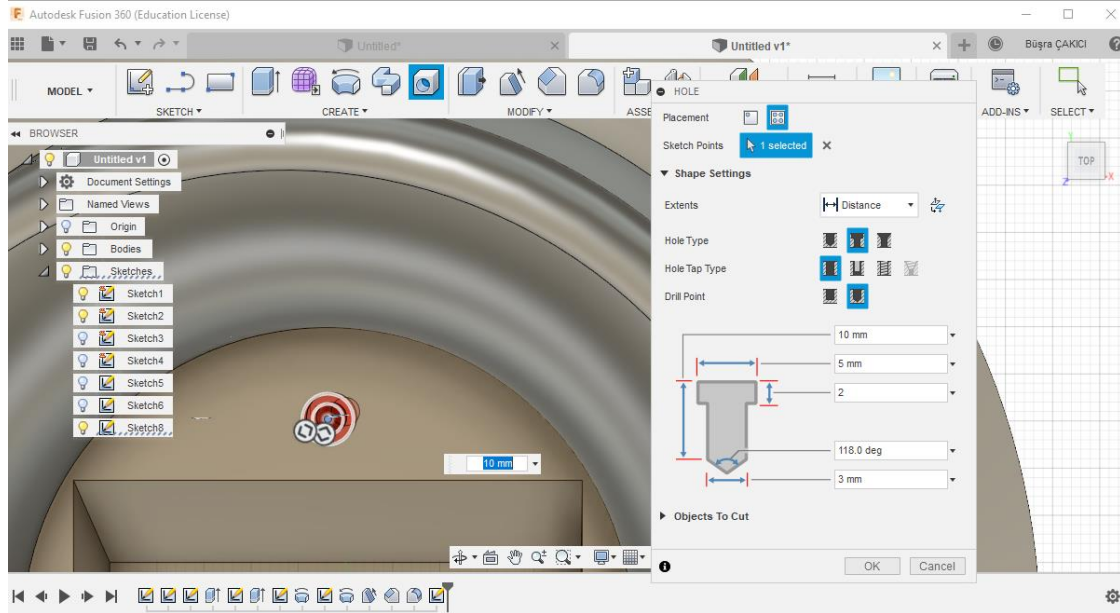 Autodesk Fusion 360 (Education License)
Untitled*
Untitled v1*
Büşra ÇAKICI
MODEL
SKETCH
CREATE
MODIFY
ASSE
ADD-INS
SELECT
BROWSER
Untitled v1
Document Settings
Named Views
Origin
Bodies
Sketches
Sketch1
Sketch2
Sketch3
Sketch4
Sketch5
Sketch6
Sketch8
10 mm
HOLE
Placement
Sketch Points 1 selected
Shape Settings
Extents Distance
Hole Type
Hole Tap Type
Drill Point
10 mm
5 mm
2
118.0 deg
3 mm
Objects To Cut
OK Cancel
Y
TOP
X
Z